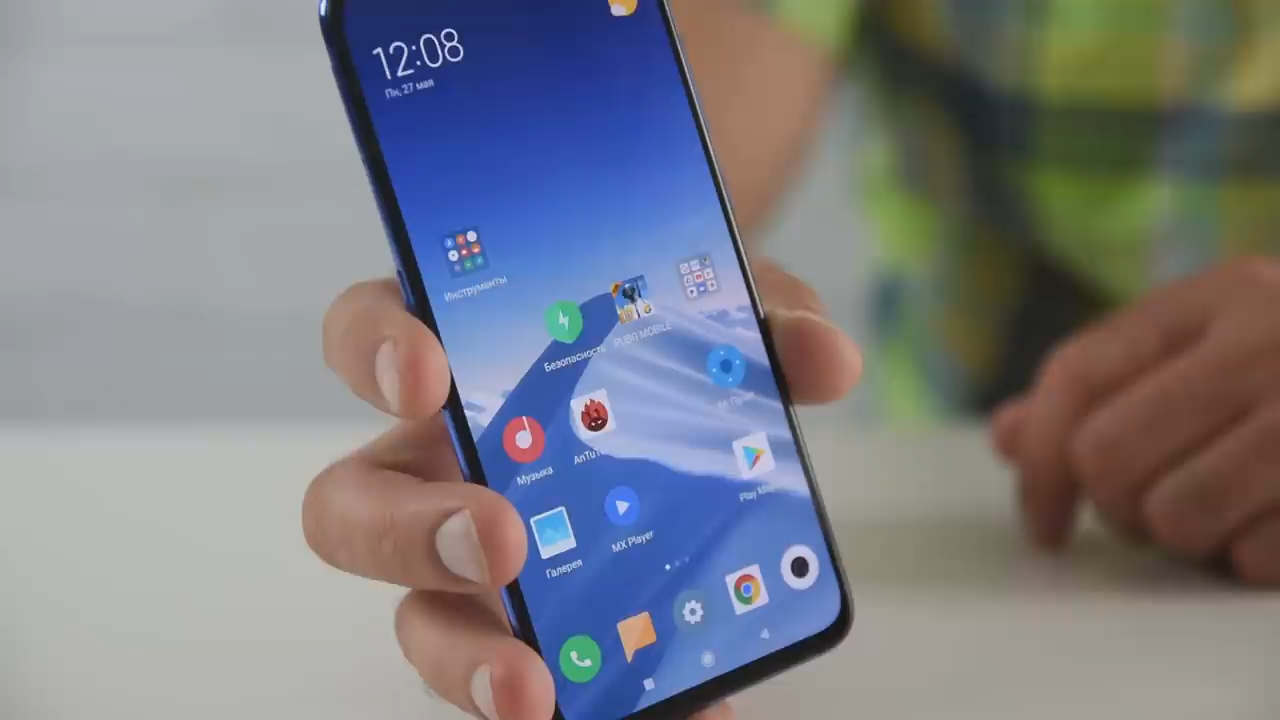 12:08
Пн, 27 мая
Инструменты
Безопасность
PUBG MOBILE
Музыка
Галерея
MX Player